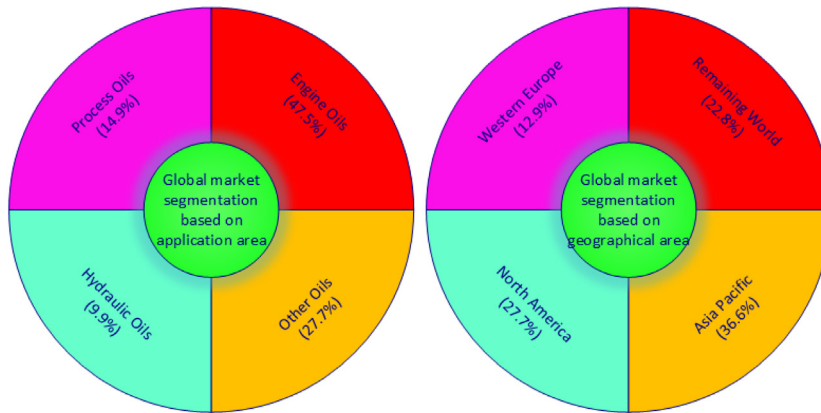 Process Oils
(14.9%)
Engine Oils
(47.5%)
Global market
segmentation
based on
application area
Hydraulic Oils
(9.9%)
Other Oils
(27.7%)
Western Europe
(12.9%)
Remaining World
(22.8%)
Global market
segmentation
based on
geographical area
North America
(27.7%)
Asia Pacific
(36.6%)